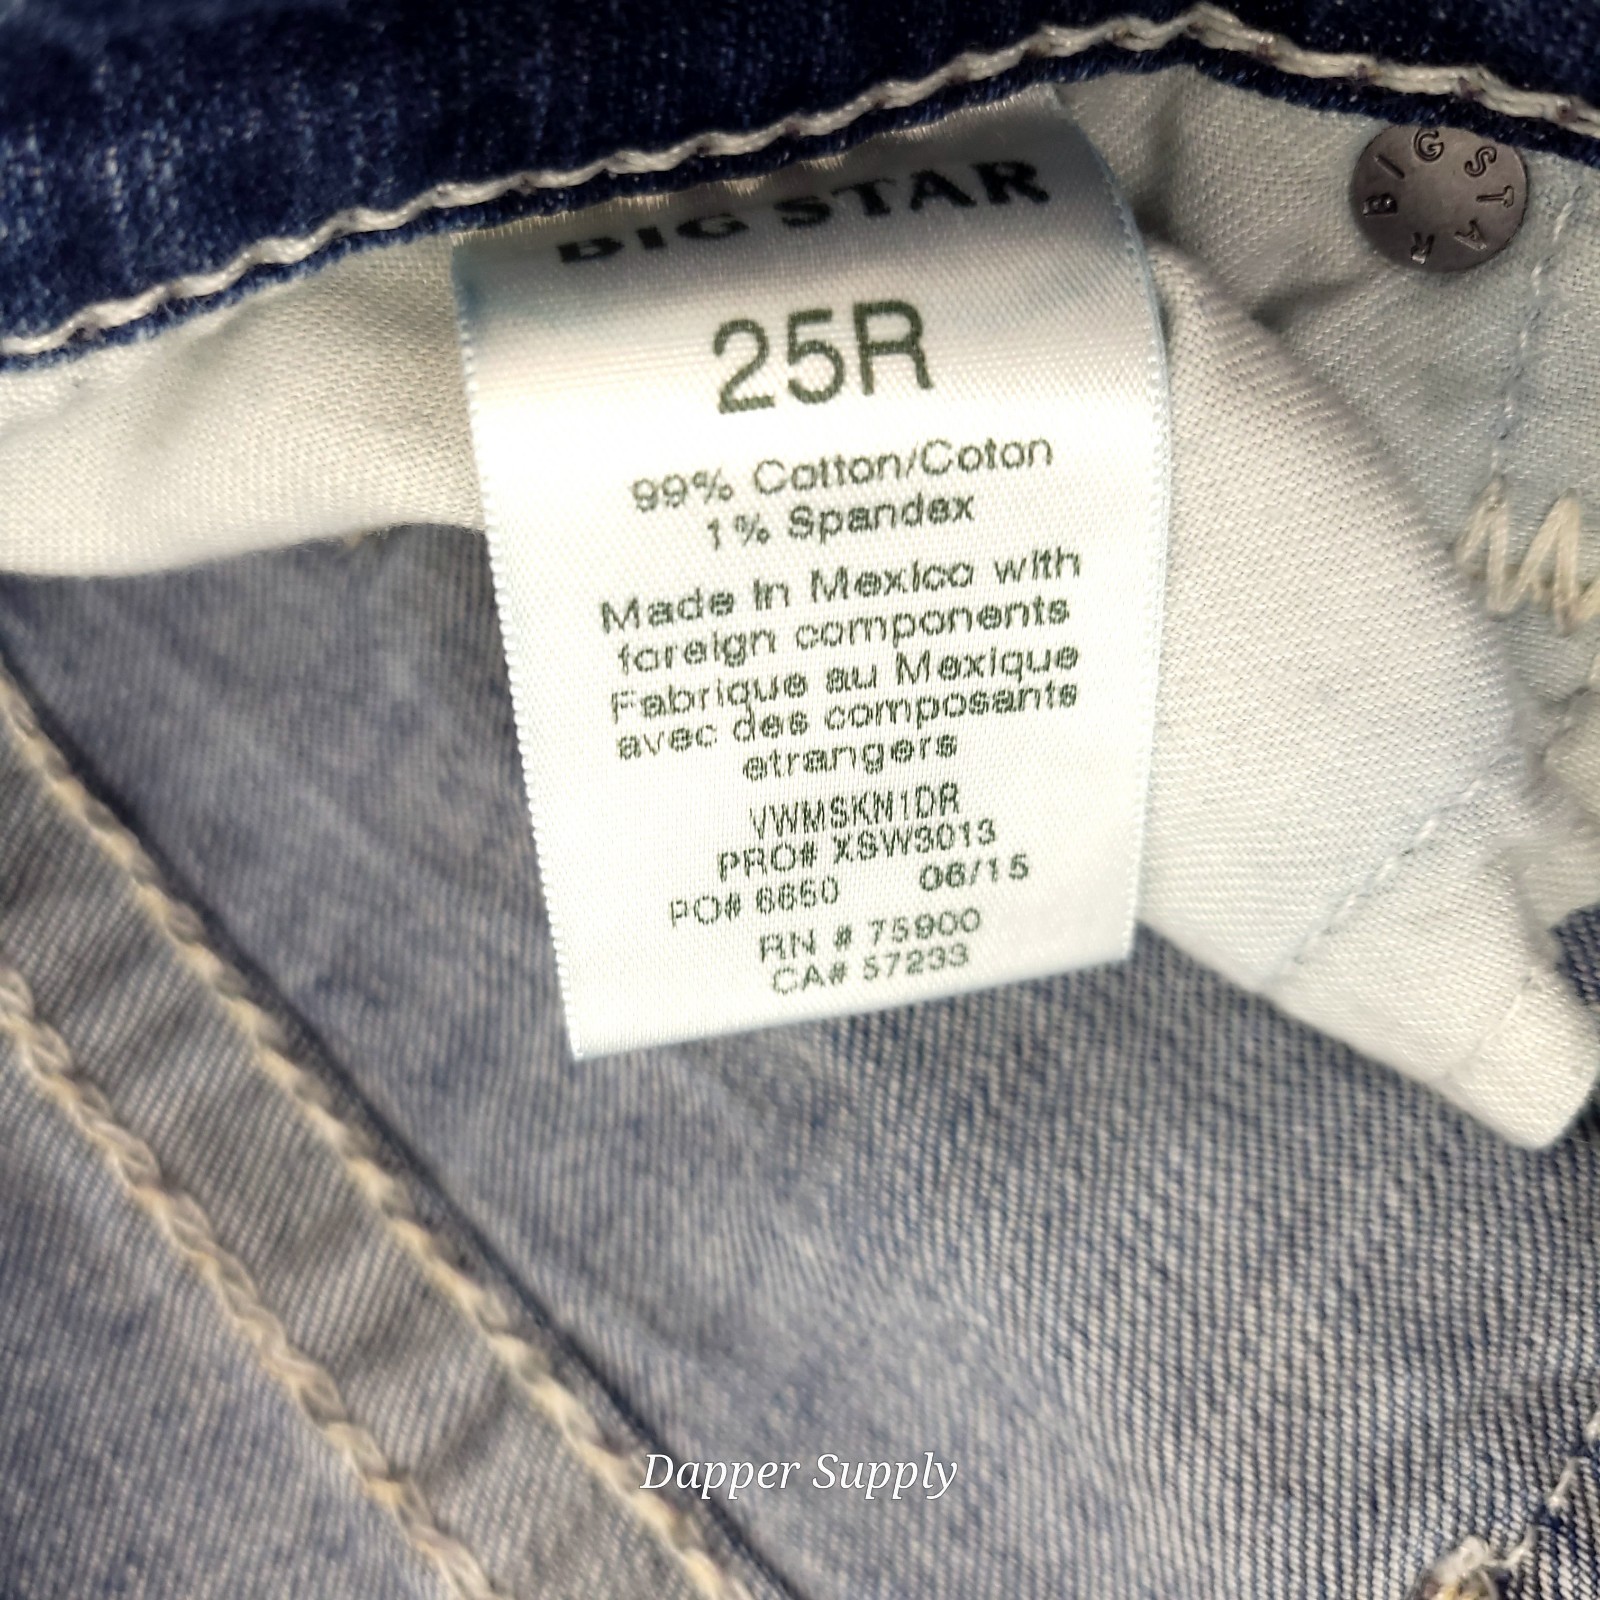 BIG STAR
BIG STAR
25R
99% Cotton/Coton
1% Spandex
Made in Mexico with
foreign components
Fabrique au Mexique
avec des composants
etrangers
VWMSKN1DR
PRO# XSW3013
PO# 6650 06/15
RN # 75900
CA# 57233
Dapper Supply